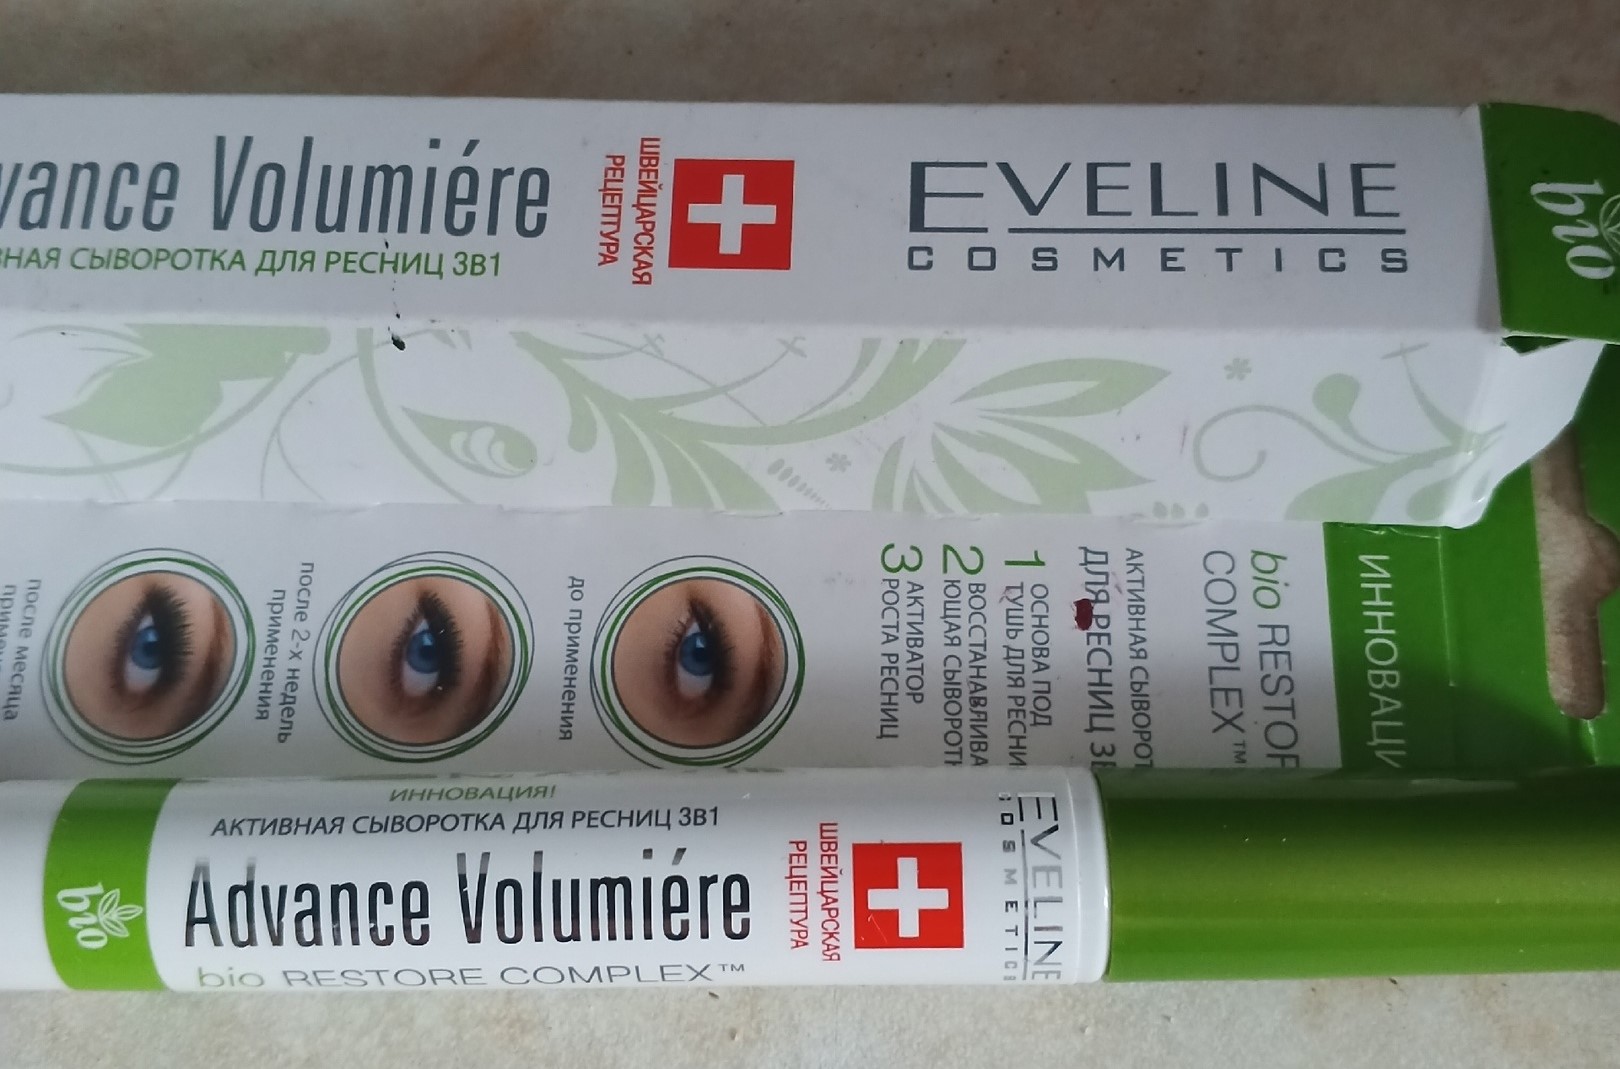 vance Volumiére
ВНАЯ СЫВОРОТКА ДЛЯ РЕСНИЦ 3В1
ШВЕЙЦАРСКАЯ
РЕЦЕПТУРА
EVELINE
COSMETICS
bio
ИННОВАЦИ
bio RESTOR
COMPLEX™
АКТИВНАЯ СЫВОРОТ
ДЛЯ РЕСНИЦ 3В
1 ОСНОВА ПОД
ТУШЬ ДЛЯ РЕСНИ
2 ВОССТАНАВЛИВА
ЮЩАЯ СЫВОРОТ
3 АКТИВАТОР
РОСТА РЕСНИЦ
до применения
после 2-х недель
применения
после месяца
применения
ИННОВАЦИЯ!
АКТИВНАЯ СЫВОРОТКА ДЛЯ РЕСНИЦ 3В1
Advance Volumiére
bio RESTORE COMPLEX™
bio
ШВЕЙЦАРСКАЯ
РЕЦЕПТУРА
EVELINE
COSMETICS